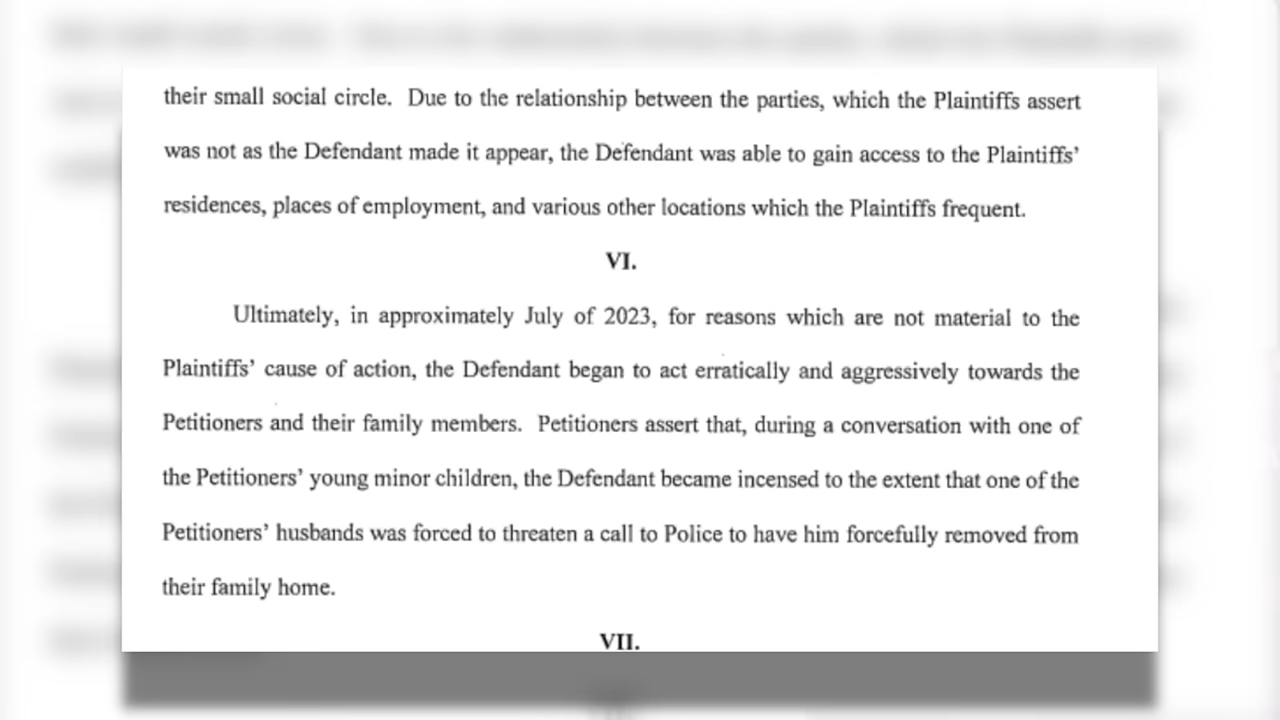 their small social circle. Due to the relationship between the parties, which the Plaintiffs assert
was not as the Defendant made it appear, the Defendant was able to gain access to the Plaintiffs’
residences, places of employment, and various other locations which the Plaintiffs frequent.
VI.
Ultimately, in approximately July of 2023, for reasons which are not material to the
Plaintiffs’ cause of action, the Defendant began to act erratically and aggressively towards the
Petitioners and their family members. Petitioners assert that, during a conversation with one of
the Petitioners’ young minor children, the Defendant became incensed to the extent that one of the
Petitioners’ husbands was forced to threaten a call to Police to have him forcefully removed from
their family home.
VII.